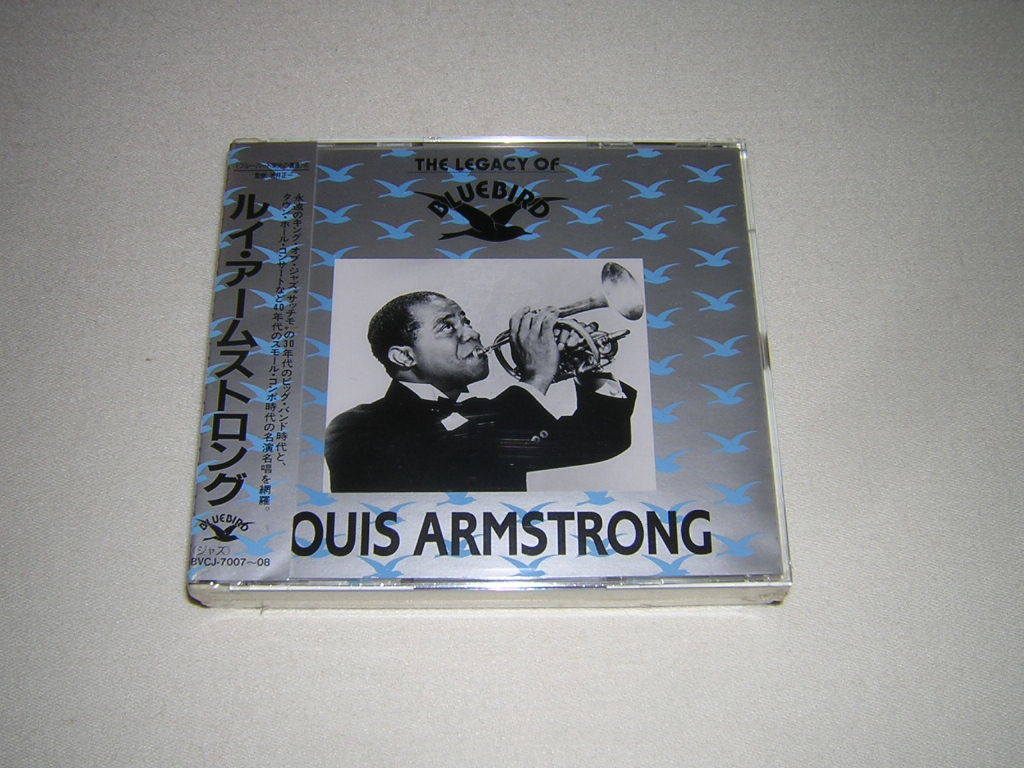 THE LEGACY OF
BLUEBIRD
OUIS ARMSTRONG
ルイ・アームストロング
永遠のキング・オブ・ジャズ“サッチモ”の30年代のビッグ・バンド時代と、
タウン・ホール・コンサートなど40年代のスモール・コンボ時代の名演名唱を網羅。
BLUEBIRD
(ジャズ)
BVCJ-7007〜08